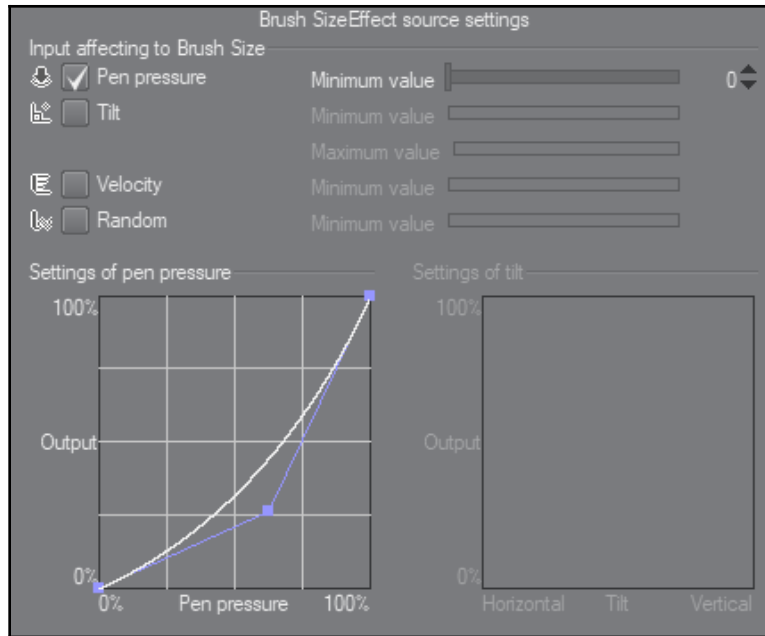 Brush SizeEffect source settings
Input affecting to Brush Size
Pen pressure Minimum value 0
Tilt Minimum value
Maximum value
Velocity Minimum value
Random Minimum value
Settings of pen pressure Settings of tilt
100% 100%
Output Output
0% 0%
0% Pen pressure 100% Horizontal Tilt Vertical